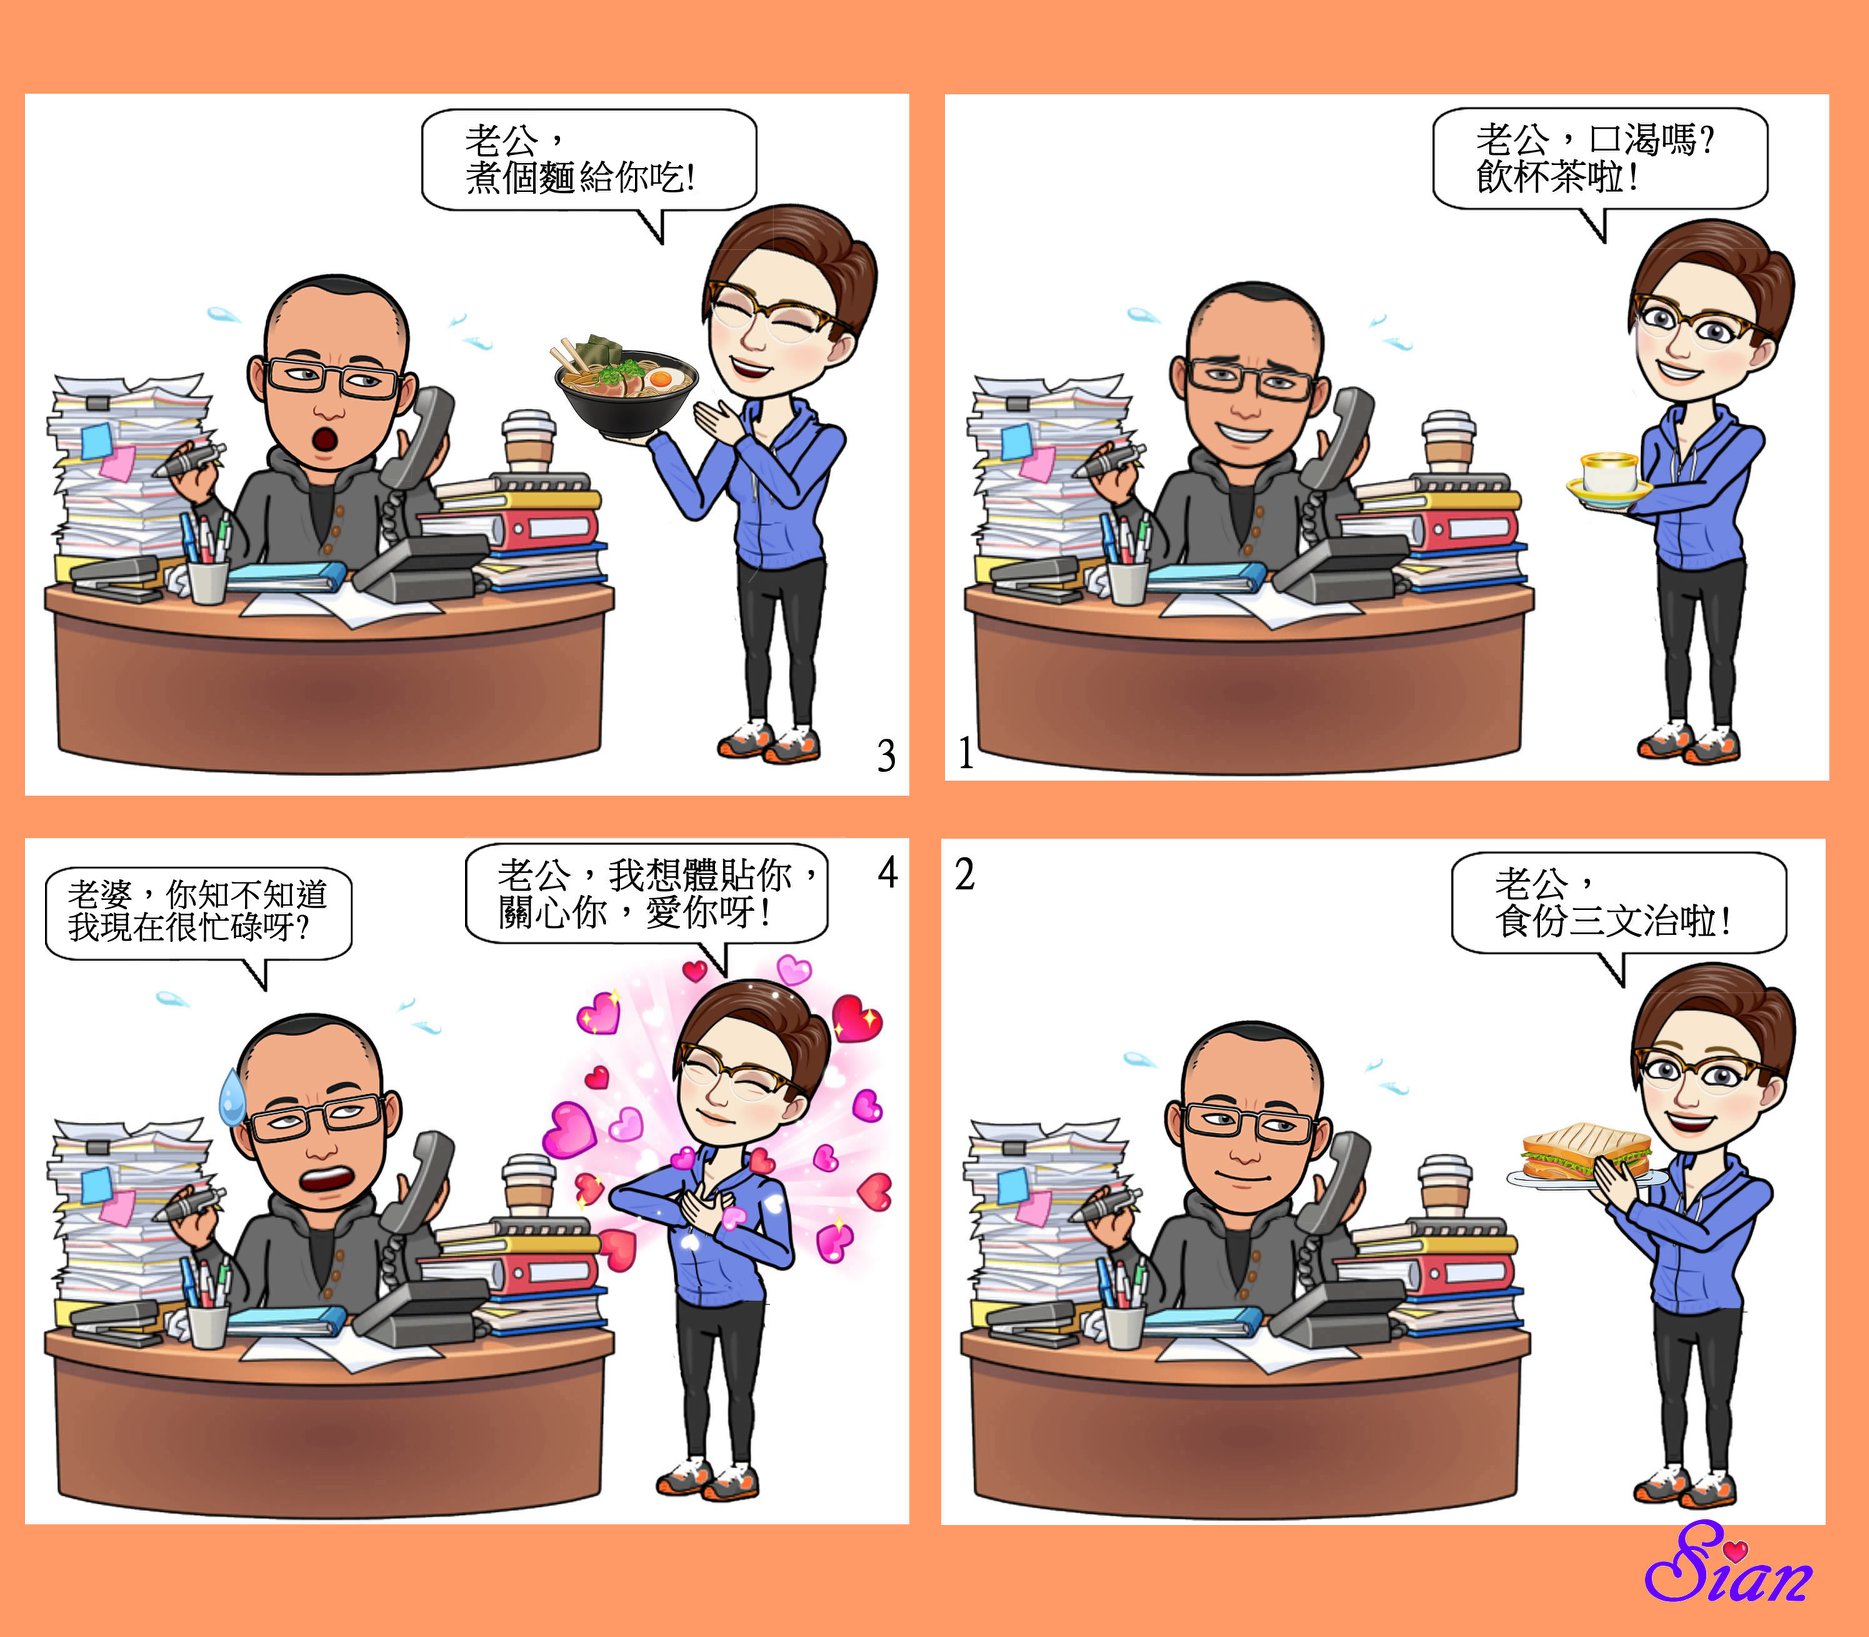 老公，口渴嗎?
飲杯茶啦!
1
2
老公，
食份三文治啦!
老公，
煮個麵給你吃!
3
4
老婆，你知不知道
我現在很忙碌呀?
老公，我想體貼你，
關心你，愛你呀!
Sian